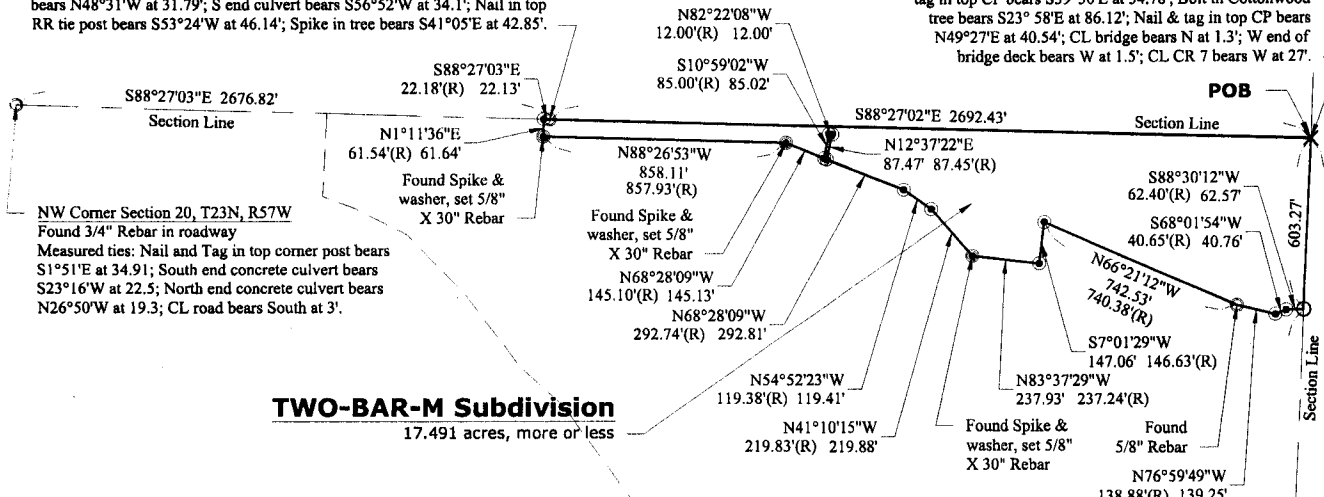 bears N48°31'W at 31.79'; S end culvert bears S56°52'W at 34.1'; Nail in top
RR tie post bears S53°24'W at 46.14'; Spike in tree bears S41°05'E at 42.85'.
tree bears S23° 58'E at 86.12'; Nail & tag in top CP bears
N49°27'E at 40.54'; CL bridge bears N at 1.3'; W end of
bridge deck bears W at 1.5'; CL CR 7 bears W at 27'.
N82°22'08"W
12.00'(R) 12.00'
S10°59'02"W
85.00'(R) 85.02'
S88°27'03"E
22.18'(R) 22.13'
POB
S88°27'03"E 2676.82'
Section Line
S88°27'02"E 2692.43'
Section Line
N1°11'36"E
61.54'(R) 61.64'
N12°37'22"E
87.47' 87.45'(R)
N88°26'53"W
858.11'
857.93'(R)
Found Spike &
washer, set 5/8"
X 30" Rebar
S88°30'12"W
62.40'(R) 62.57'
S68°01'54"W
40.65'(R) 40.76'
603.27'
NW Corner Section 20, T23N, R57W
Found 3/4" Rebar in roadway
Measured ties: Nail and Tag in top corner post bears
S1°51'E at 34.91; South end concrete culvert bears
S23°16'W at 22.5; North end concrete culvert bears
N26°50'W at 19.3; CL road bears South at 3'.
Found Spike &
washer, set 5/8"
X 30" Rebar
N68°28'09"W
145.10'(R) 145.13'
N68°28'09"W
292.74'(R) 292.81'
N66°21'12"W
742.53'
740.38'(R)
S7°01'29"W
147.06' 146.63'(R)
Section Line
N54°52'23"W
119.38'(R) 119.41'
N83°37'29"W
237.93' 237.24'(R)
TWO-BAR-M Subdivision
17.491 acres, more or less
N41°10'15"W
219.83'(R) 219.88'
Found Spike &
washer, set 5/8"
X 30" Rebar
Found
5/8" Rebar
N76°59'49"W
138.88'(R) 139.25'